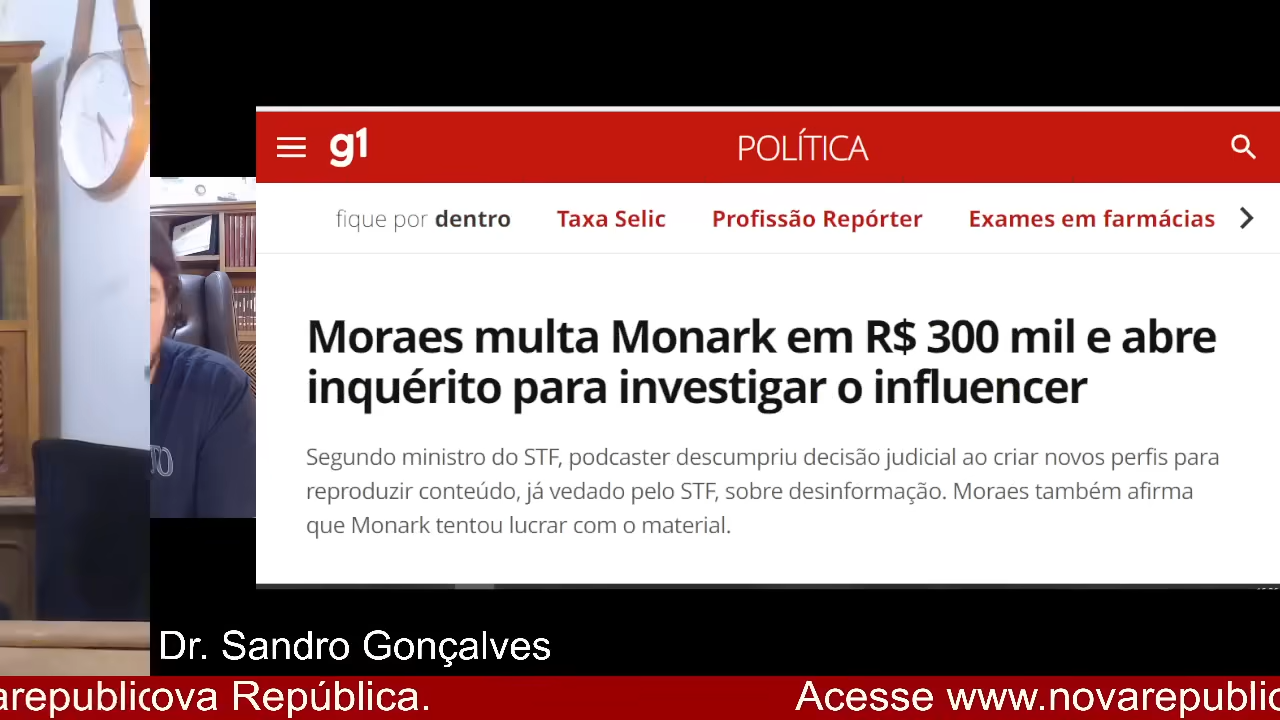 g1
POLÍTICA
fique por dentro Taxa Selic Profissão Repórter Exames em farmácias
Moraes multa Monark em R$ 300 mil e abre
inquérito para investigar o influencer
Segundo ministro do STF, podcaster descumpriu decisão judicial ao criar novos perfis para
reproduzir conteúdo, já vedado pelo STF, sobre desinformação. Moraes também afirma
que Monark tentou lucrar com o material.
Dr. Sandro Gonçalves
arepublicova República. Acesse www.novarepublic